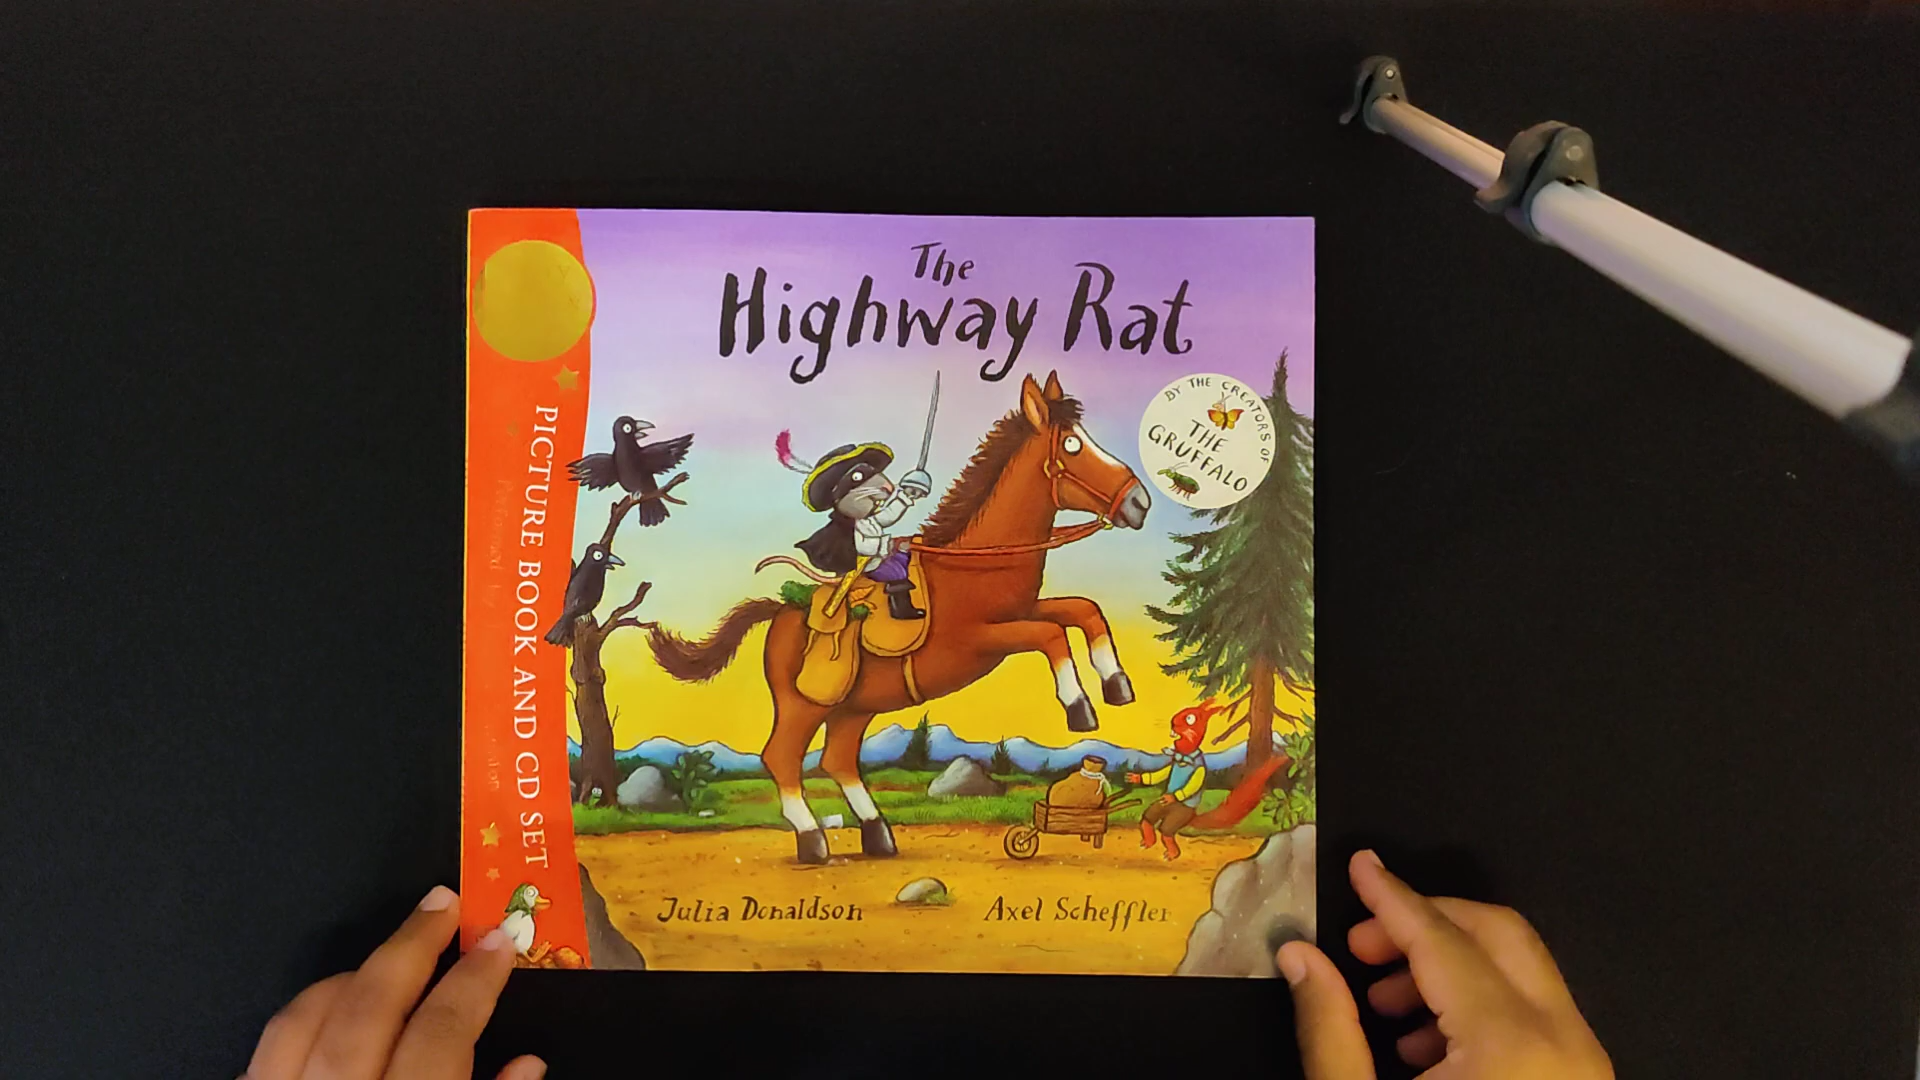 The
Highway Rat
BY THE CREATORS OF
THE
GRUFFALO
PICTURE BOOK AND CD SET
Julia Donaldson
Axel Scheffler